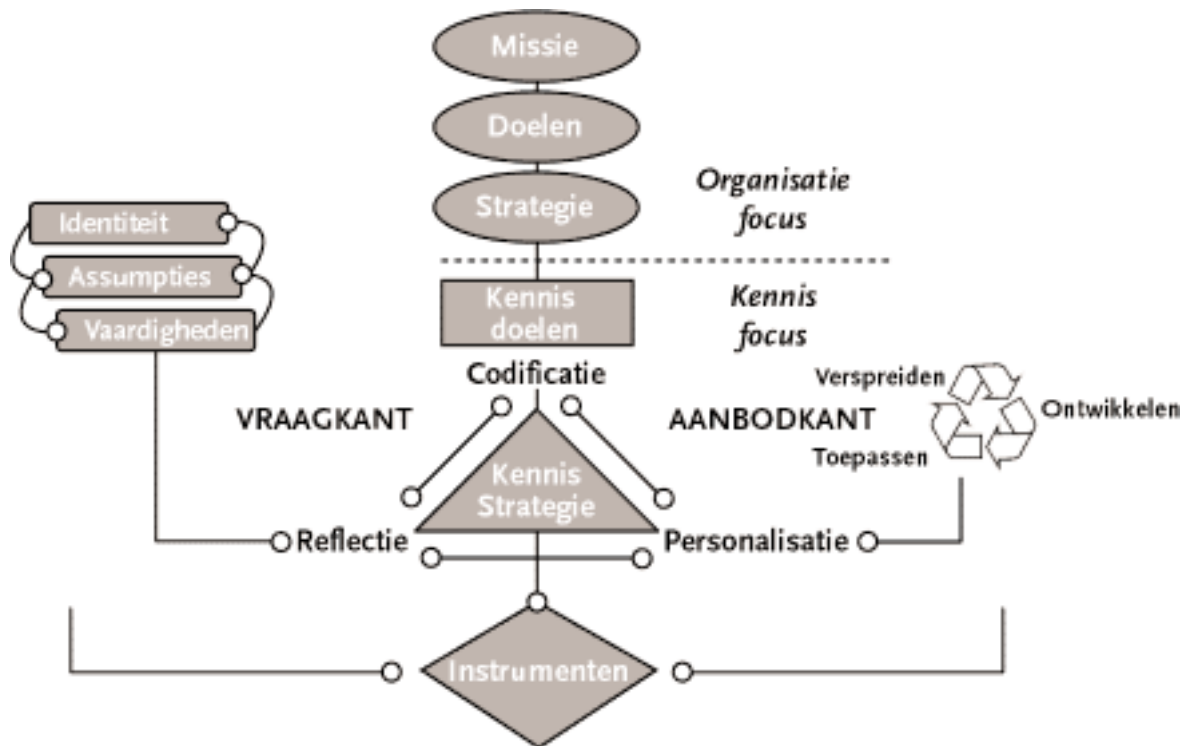 Missie
Doelen
Strategie
Organisatie
focus
Identiteit
Assumpties
Vaardigheden
Kennis
doelen
Kennis
focus
Codificatie
VRAAGKANT
AANBODKANT
Verspreiden
Ontwikkelen
Toepassen
Kennis
Strategie
Reflectie
Personalisatie
Instrumenten